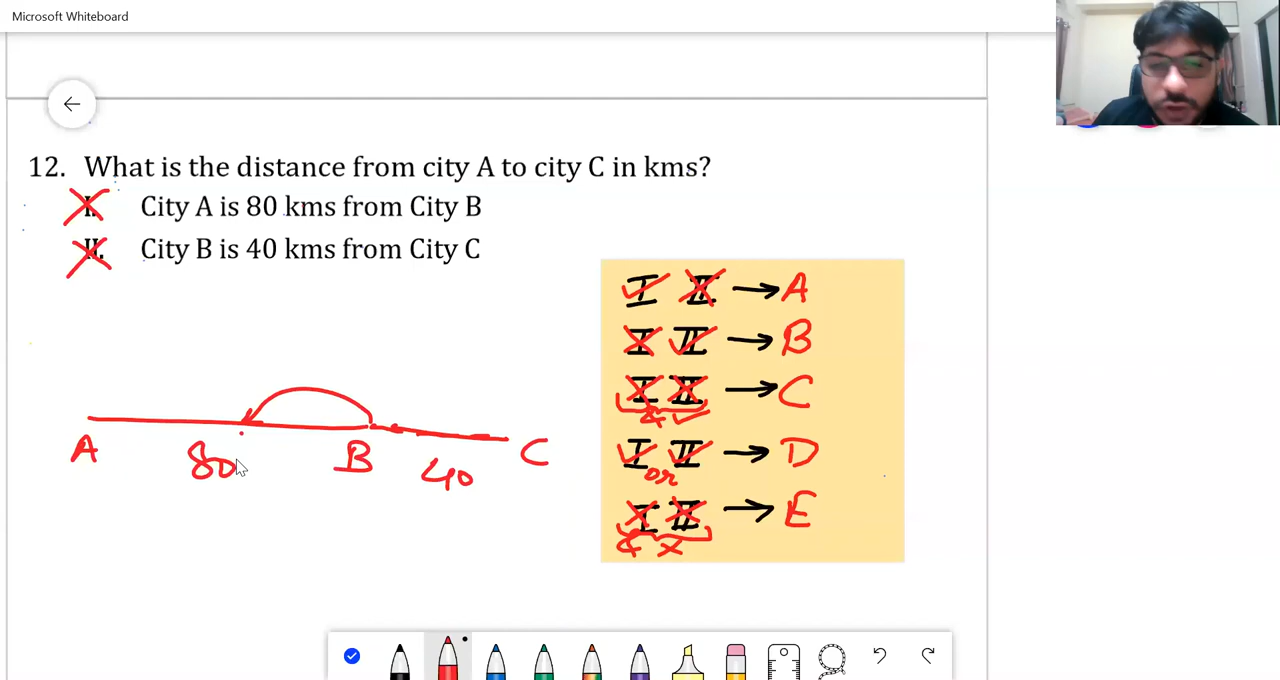 Microsoft Whiteboard
12. What is the distance from city A to city C in kms?
I. City A is 80 kms from City B
II. City B is 40 kms from City C
I II → A
I II → B
I II → C
& ✓
I II → D
or
I II → E
& ×
A 80 B 40 C